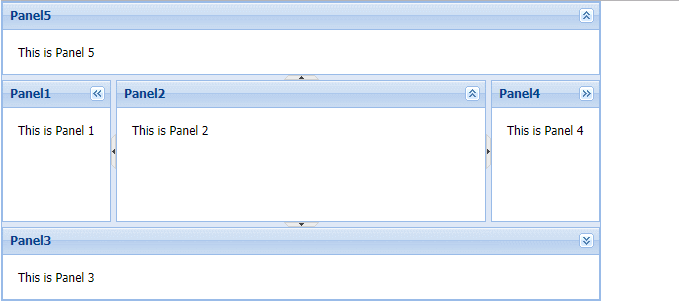 Panel5
This is Panel 5
Panel1
This is Panel 1
Panel2
This is Panel 2
Panel4
This is Panel 4
Panel3
This is Panel 3